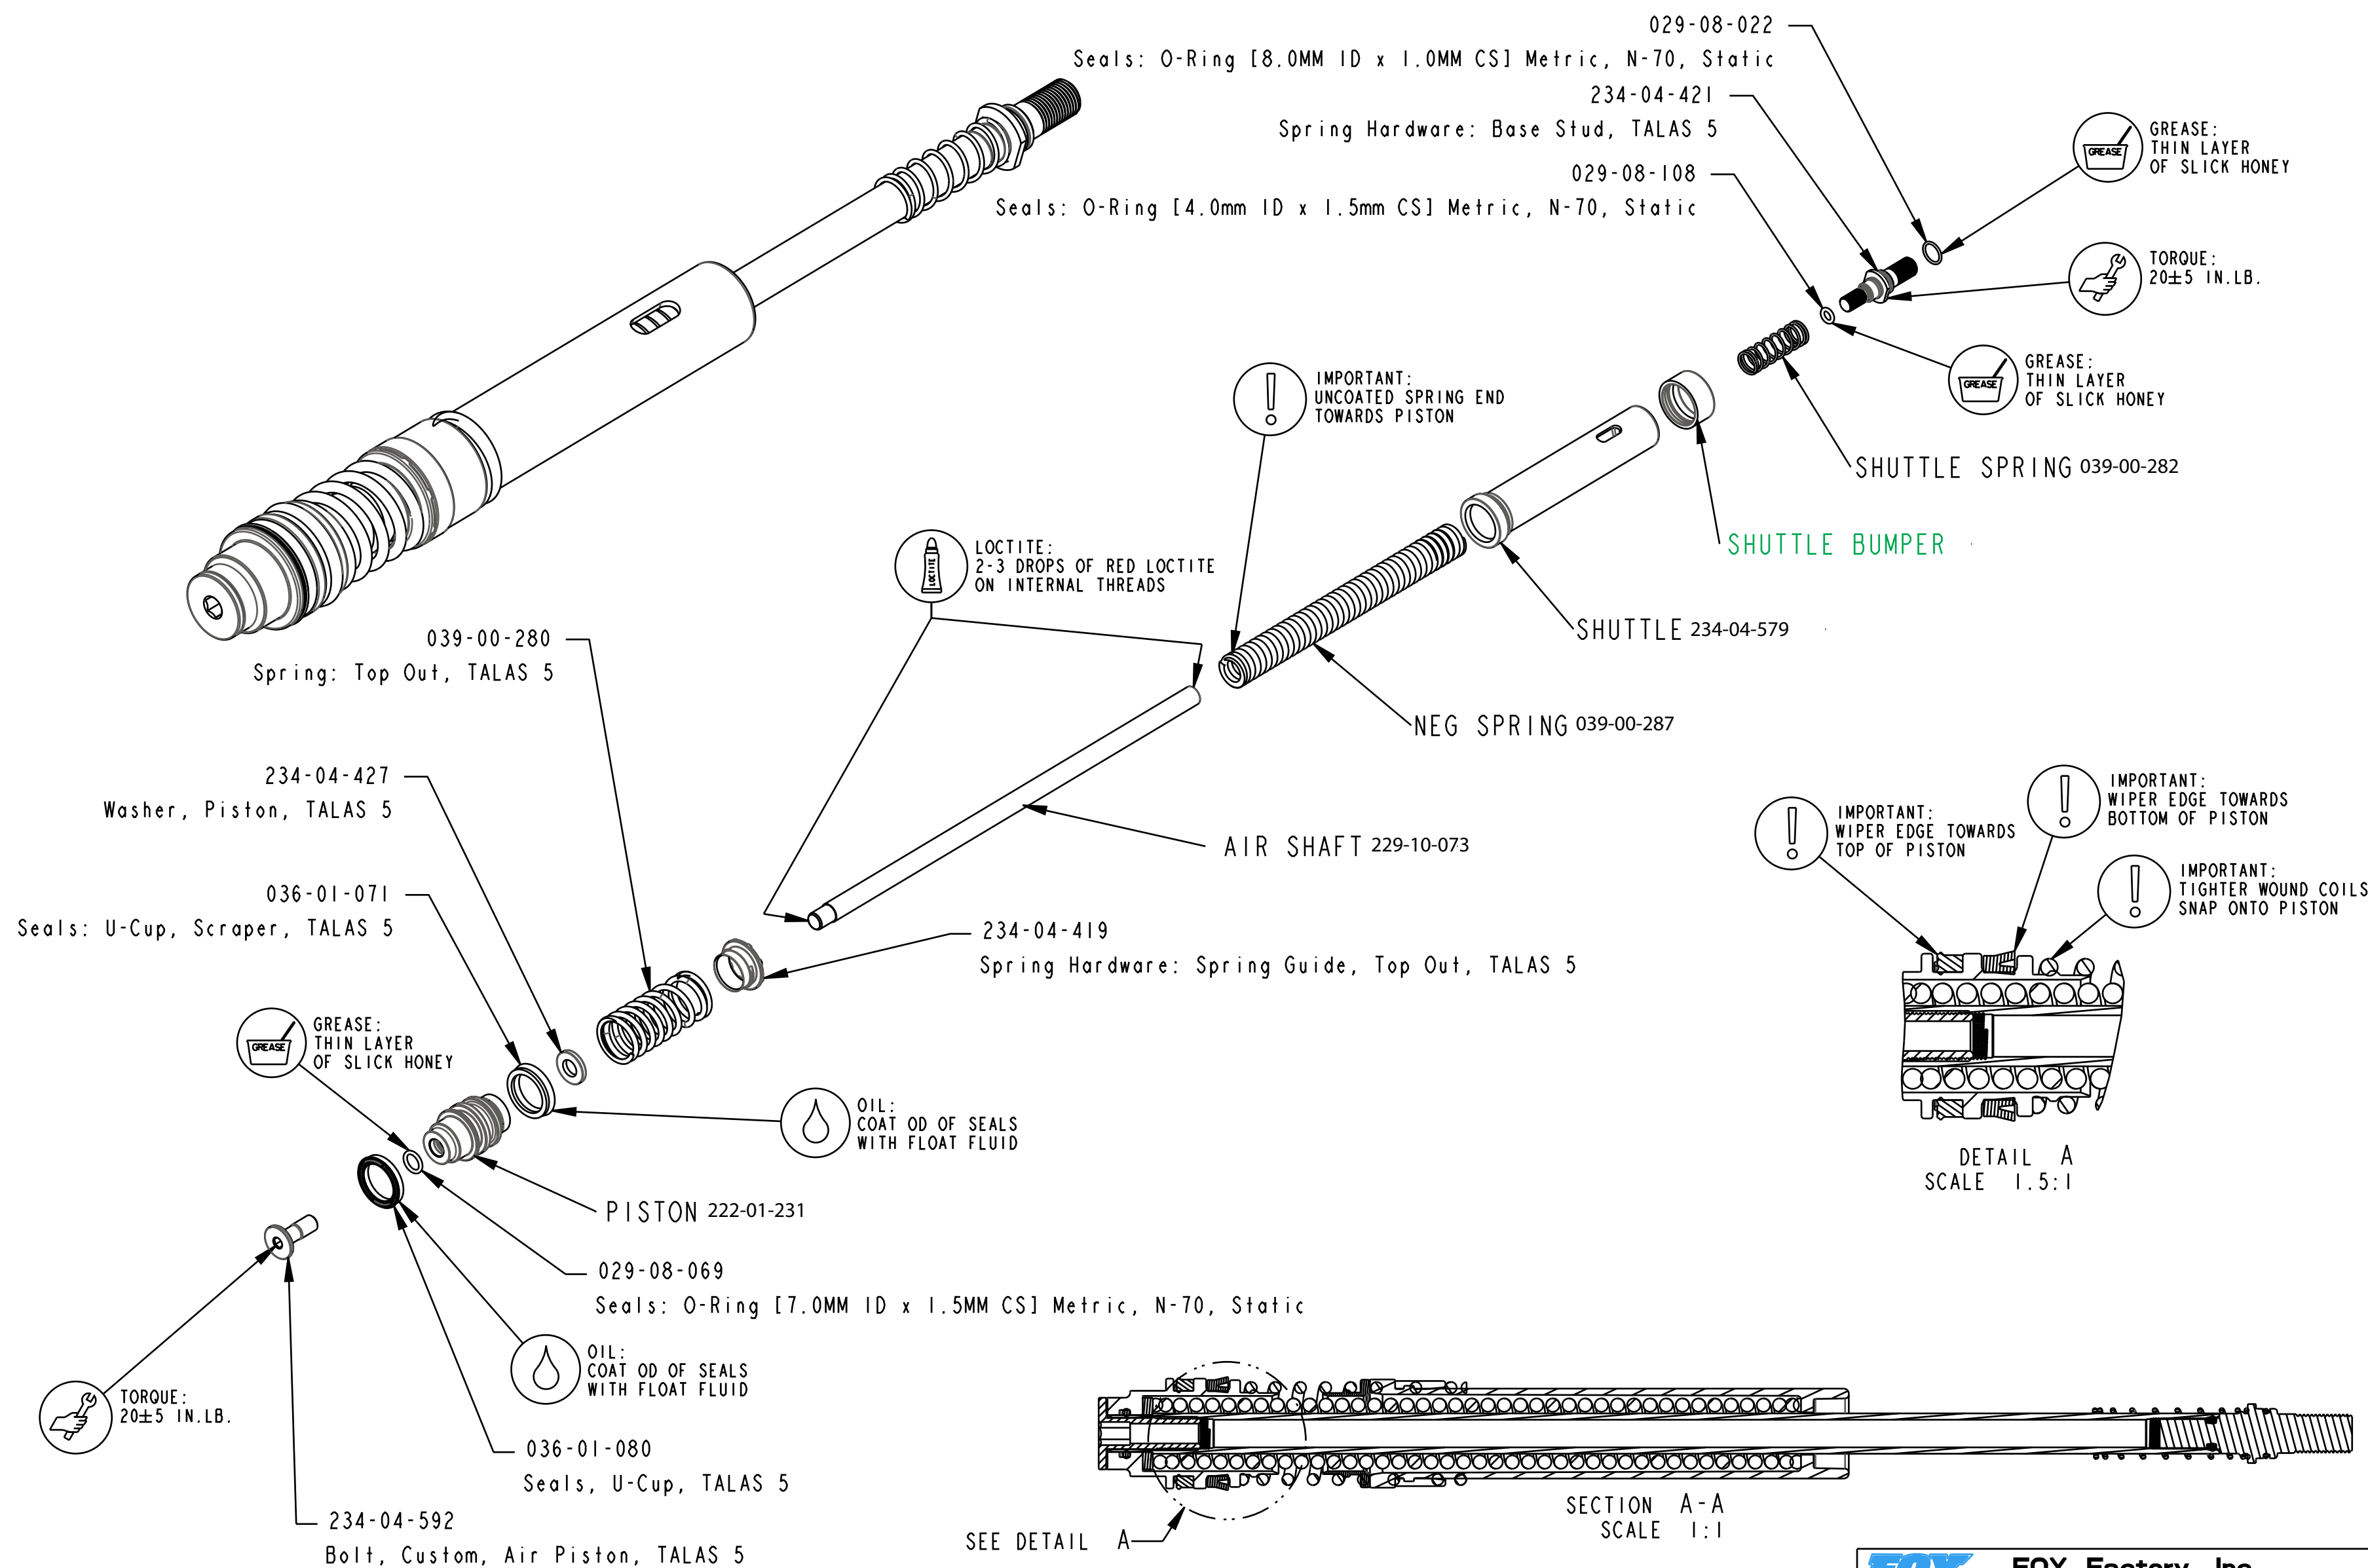 029-08-022
Seals: O-Ring [8.0MM ID x 1.0MM CS] Metric, N-70, Static
234-04-421
Spring Hardware: Base Stud, TALAS 5
029-08-108
Seals: O-Ring [4.0mm ID x 1.5mm CS] Metric, N-70, Static
GREASE
GREASE:
THIN LAYER
OF SLICK HONEY
TORQUE:
20±5 IN.LB.
GREASE
GREASE:
THIN LAYER
OF SLICK HONEY
IMPORTANT:
UNCOATED SPRING END
TOWARDS PISTON
SHUTTLE SPRING 039-00-282
SHUTTLE BUMPER
LOCTITE
LOCTITE:
2-3 DROPS OF RED LOCTITE
ON INTERNAL THREADS
SHUTTLE 234-04-579
039-00-280
Spring: Top Out, TALAS 5
NEG SPRING 039-00-287
234-04-427
Washer, Piston, TALAS 5
AIR SHAFT 229-10-073
IMPORTANT:
WIPER EDGE TOWARDS
TOP OF PISTON
IMPORTANT:
WIPER EDGE TOWARDS
BOTTOM OF PISTON
IMPORTANT:
TIGHTER WOUND COILS
SNAP ONTO PISTON
036-01-071
Seals: U-Cup, Scraper, TALAS 5
234-04-419
Spring Hardware: Spring Guide, Top Out, TALAS 5
GREASE
GREASE:
THIN LAYER
OF SLICK HONEY
OIL:
COAT OD OF SEALS
WITH FLOAT FLUID
DETAIL A
SCALE 1.5:1
PISTON 222-01-231
029-08-069
Seals: O-Ring [7.0MM ID x 1.5MM CS] Metric, N-70, Static
OIL:
COAT OD OF SEALS
WITH FLOAT FLUID
TORQUE:
20±5 IN.LB.
036-01-080
Seals, U-Cup, TALAS 5
234-04-592
Bolt, Custom, Air Piston, TALAS 5
SEE DETAIL A
SECTION A-A
SCALE 1:1
FOX FOX Factory, Inc